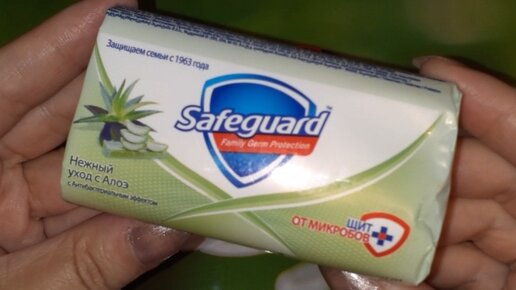 Защищаем семьи с 1963 года
Safeguard
Family Germ Protection
Нежный
уход с Алоэ
с Антибактериальным эффектом
ЩИТ
ОТ МИКРОБОВ